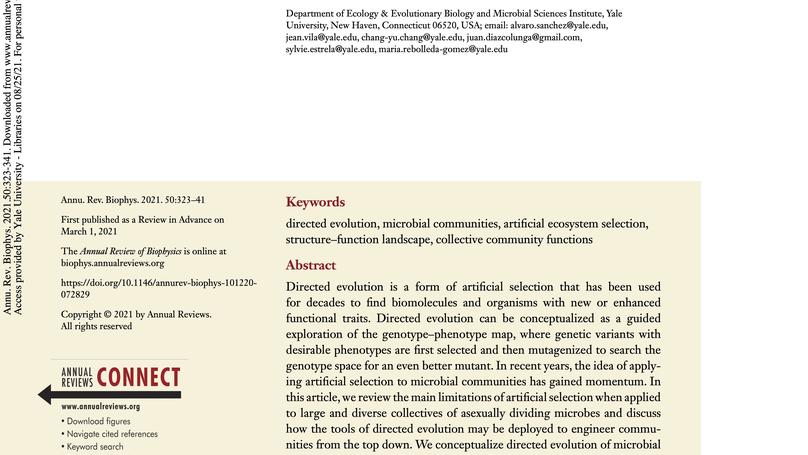 Annu. Rev. Biophys. 2021.50:323-341. Downloaded from www.annualrev
Access provided by Yale University - Libraries on 08/25/21. For personal
Department of Ecology & Evolutionary Biology and Microbial Sciences Institute, Yale
University, New Haven, Connecticut 06520, USA; email: alvaro.sanchez@yale.edu,
jean.vila@yale.edu, chang-yu.chang@yale.edu, juan.diazcolunga@gmail.com,
sylvie.estrela@yale.edu, maria.rebolleda-gomez@yale.edu
Annu. Rev. Biophys. 2021. 50:323–41
First published as a Review in Advance on
March 1, 2021
The Annual Review of Biophysics is online at
biophys.annualreviews.org
https://doi.org/10.1146/annurev-biophys-101220-
072829
Copyright © 2021 by Annual Reviews.
All rights reserved
ANNUAL
REVIEWS CONNECT
www.annualreviews.org
• Download figures
• Navigate cited references
• Keyword search
Keywords
directed evolution, microbial communities, artificial ecosystem selection,
structure–function landscape, collective community functions
Abstract
Directed evolution is a form of artificial selection that has been used
for decades to find biomolecules and organisms with new or enhanced
functional traits. Directed evolution can be conceptualized as a guided
exploration of the genotype–phenotype map, where genetic variants with
desirable phenotypes are first selected and then mutagenized to search the
genotype space for an even better mutant. In recent years, the idea of apply-
ing artificial selection to microbial communities has gained momentum. In
this article, we review the main limitations of artificial selection when applied
to large and diverse collectives of asexually dividing microbes and discuss
how the tools of directed evolution may be deployed to engineer commu-
nities from the top down. We conceptualize directed evolution of microbial